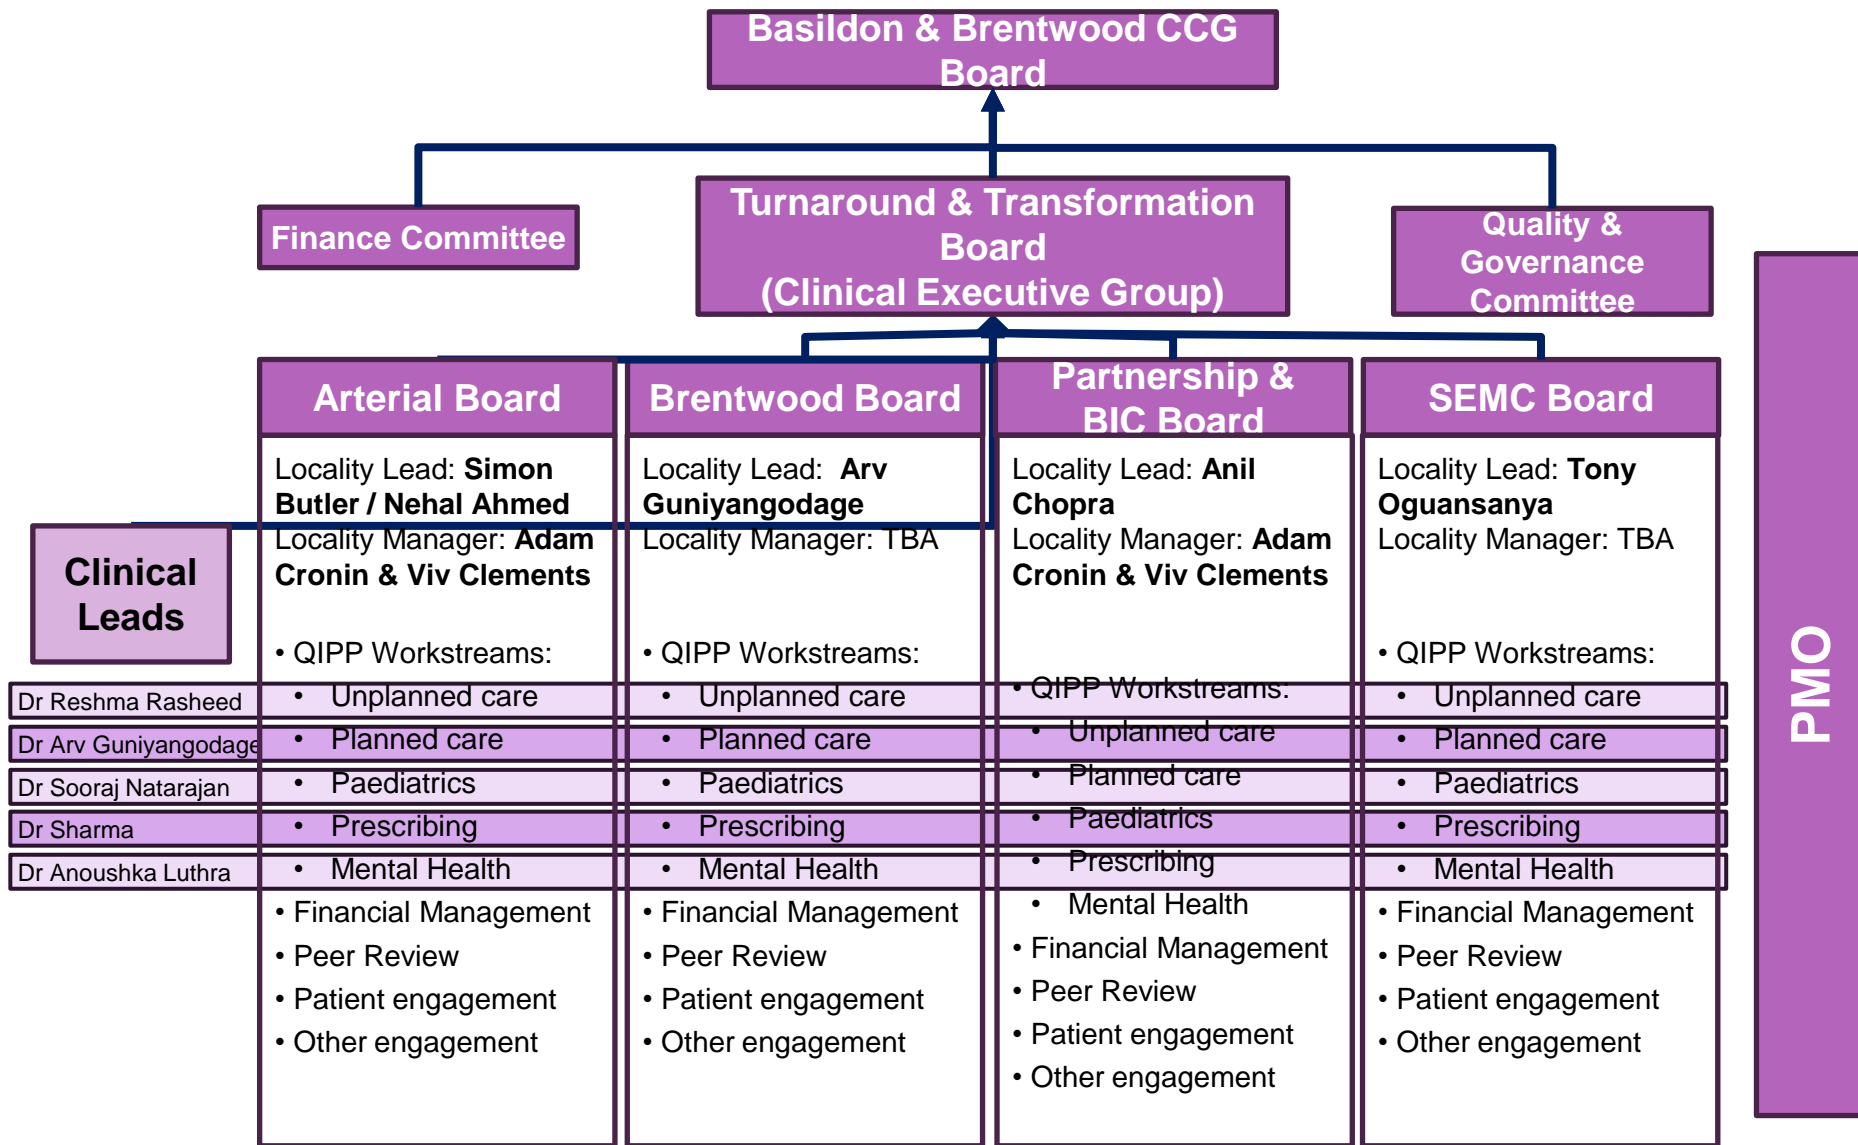 Basildon & Brentwood CCG
Board
Finance Committee
Turnaround & Transformation
Board
(Clinical Executive Group)
Quality &
Governance
Committee
PMO
Clinical
Leads
Dr Reshma Rasheed
Dr Arv Guniyangodage
Dr Sooraj Natarajan
Dr Sharma
Dr Anoushka Luthra
Arterial Board
Locality Lead: Simon
Butler / Nehal Ahmed
Locality Manager: Adam
Cronin & Viv Clements
• QIPP Workstreams:
• Unplanned care
• Planned care
• Paediatrics
• Prescribing
• Mental Health
• Financial Management
• Peer Review
• Patient engagement
• Other engagement
Brentwood Board
Locality Lead: Arv
Guniyangodage
Locality Manager: TBA
• QIPP Workstreams:
• Unplanned care
• Planned care
• Paediatrics
• Prescribing
• Mental Health
• Financial Management
• Peer Review
• Patient engagement
• Other engagement
Partnership &
BIC Board
Locality Lead: Anil
Chopra
Locality Manager: Adam
Cronin & Viv Clements
• QIPP Workstreams:
• Unplanned care
• Planned care
• Paediatrics
• Prescribing
• Mental Health
• Financial Management
• Peer Review
• Patient engagement
• Other engagement
SEMC Board
Locality Lead: Tony
Oguansanya
Locality Manager: TBA
• QIPP Workstreams:
• Unplanned care
• Planned care
• Paediatrics
• Prescribing
• Mental Health
• Financial Management
• Peer Review
• Patient engagement
• Other engagement